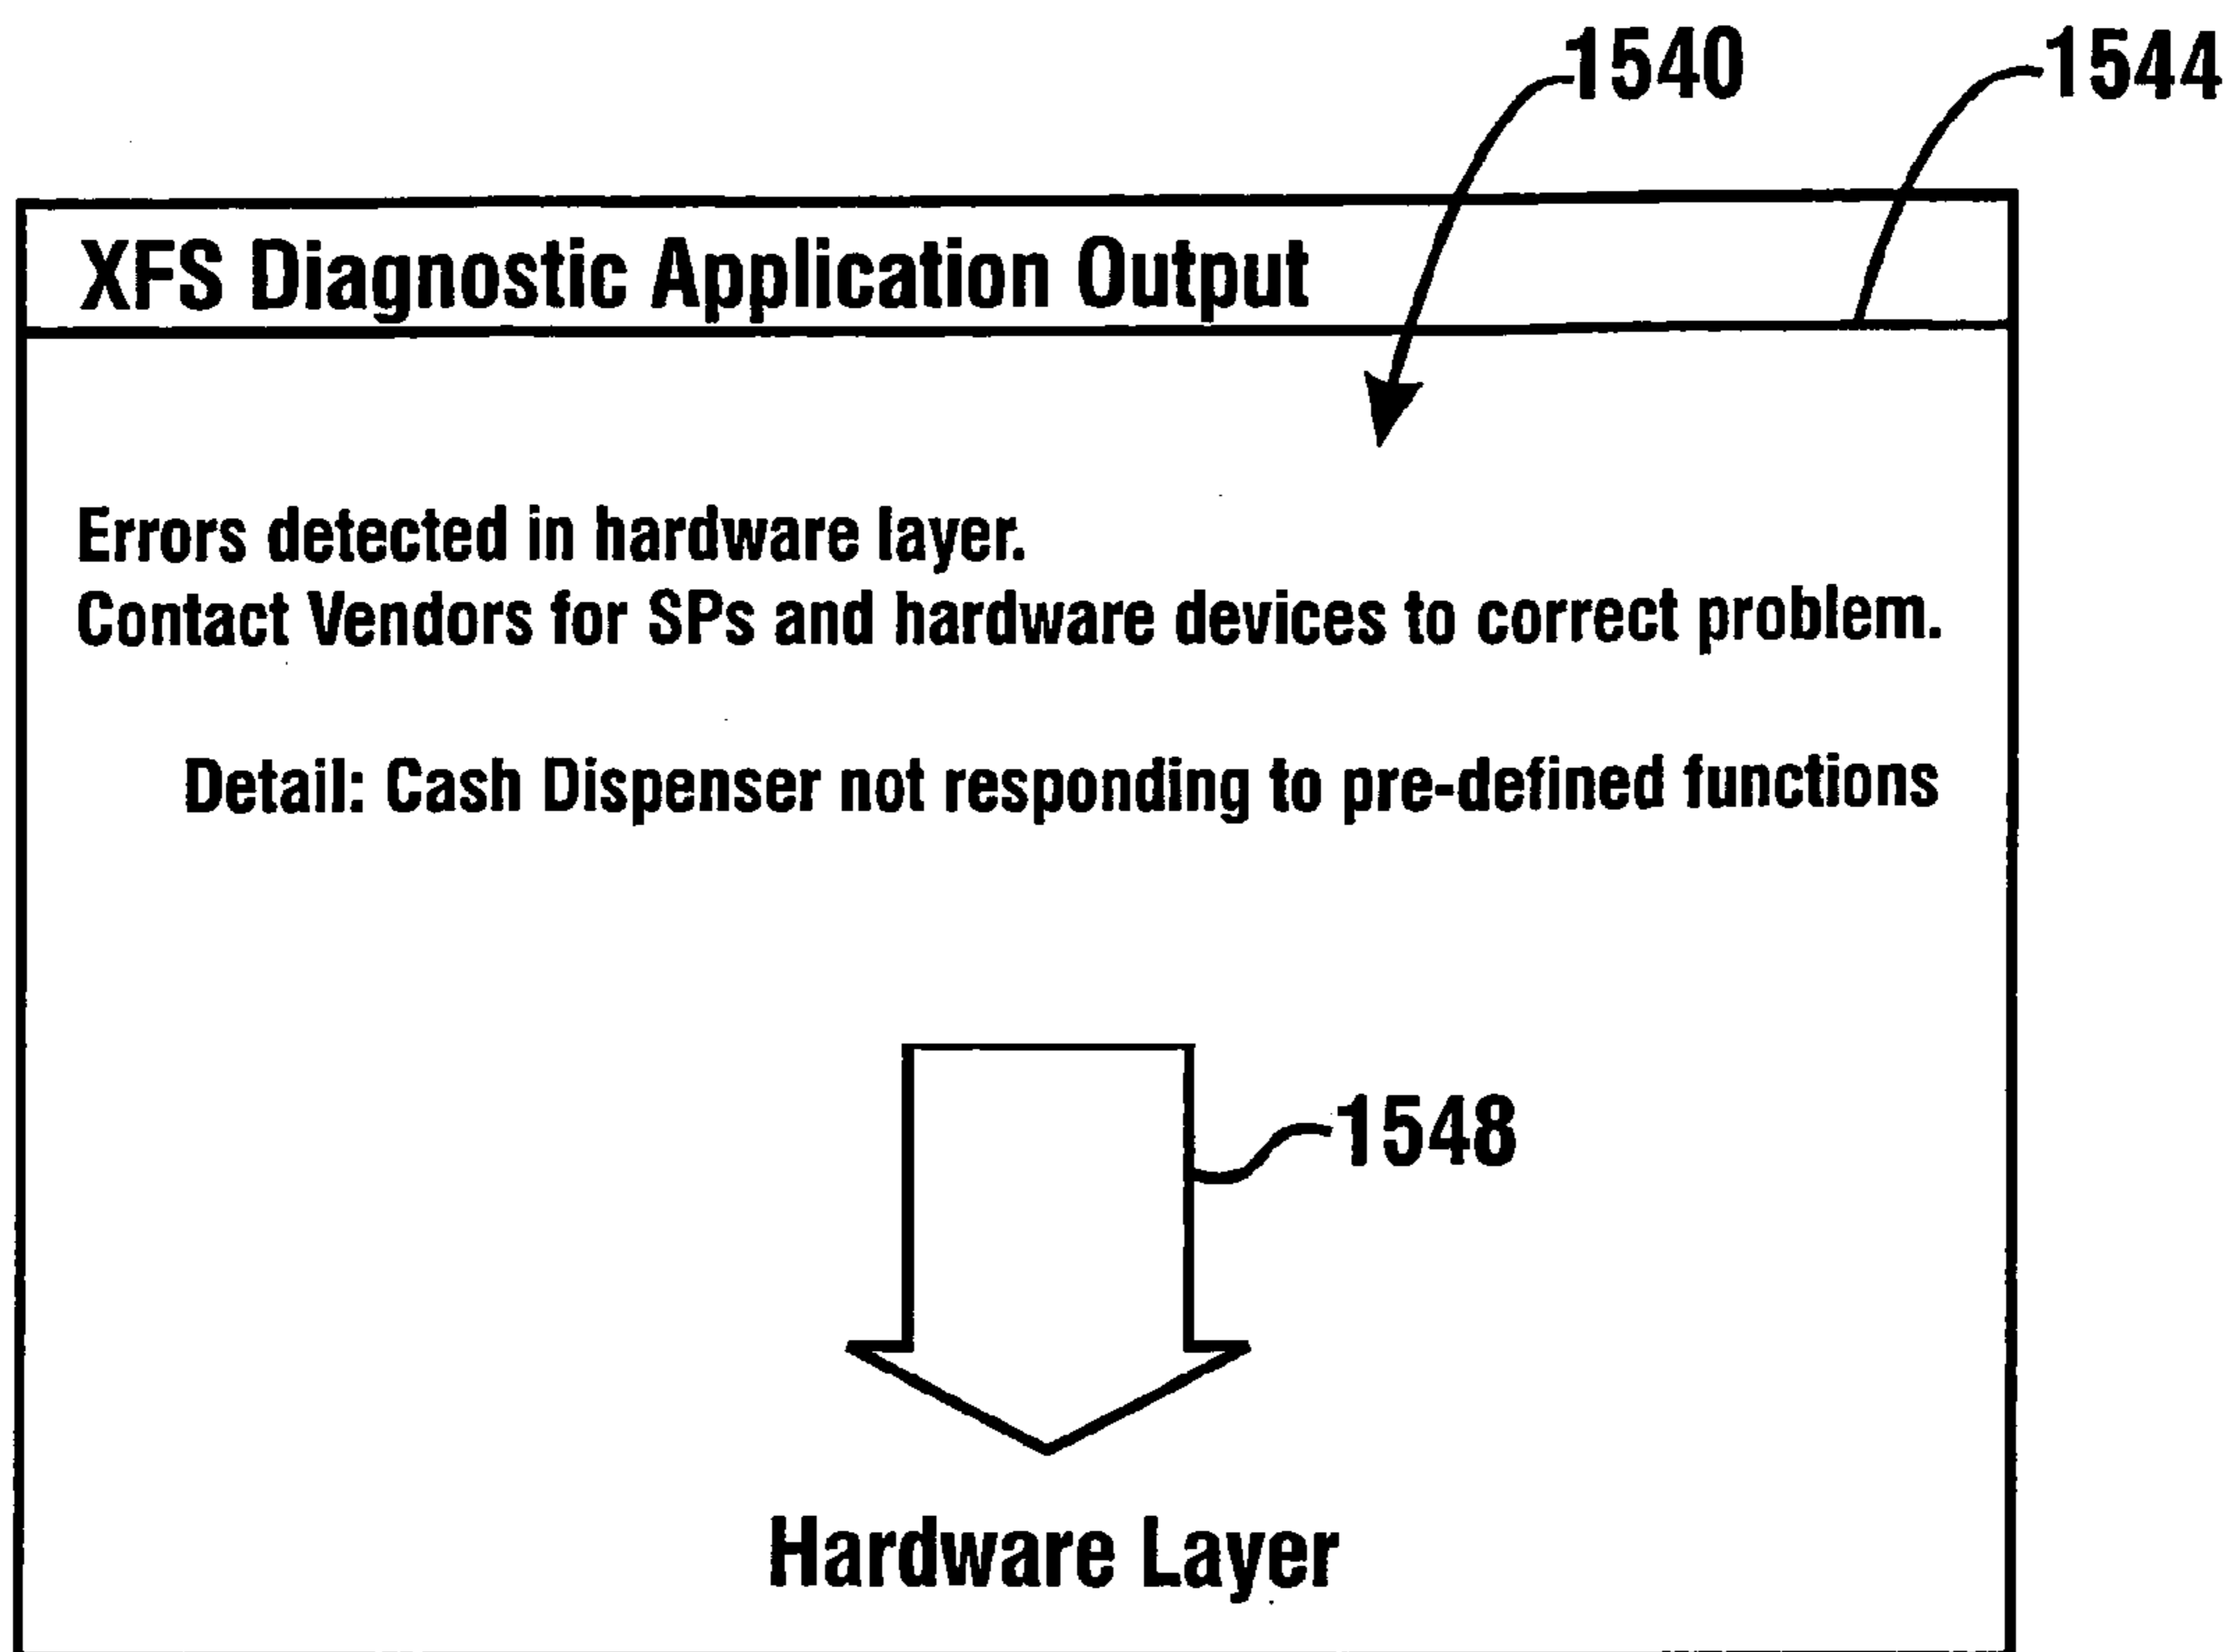 1540
1544
XFS Diagnostic Application Output
Errors detected in hardware layer.
Contact Vendors for SPs and hardware devices to correct problem.
Detail: Cash Dispenser not responding to pre-defined functions
1548
Hardware Layer